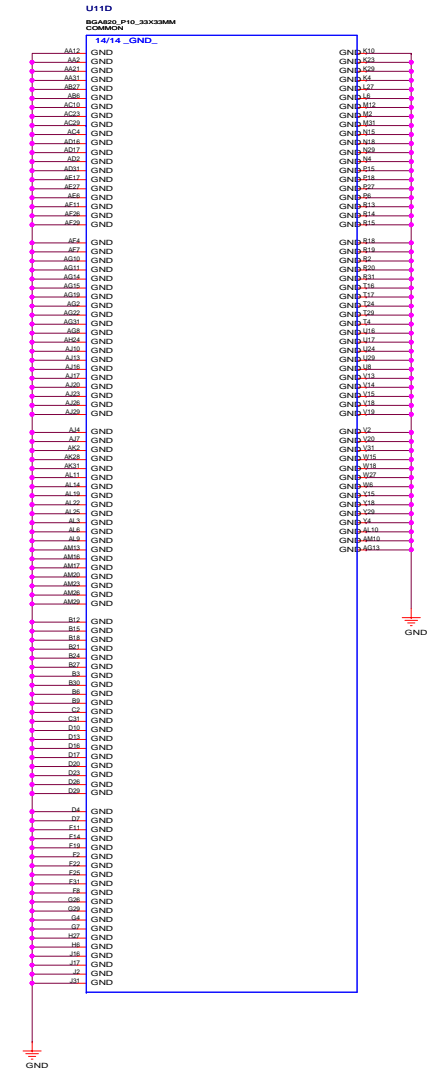 U11D
BGA820_P10_33X33MM
COMMON
14/14 _GND_
AA12 GND
AA2 GND
AA21 GND
AA31 GND
AB27 GND
AB6 GND
AC10 GND
AC23 GND
AC29 GND
AC4 GND
AD16 GND
AD17 GND
AD2 GND
AD31 GND
AE17 GND
AE27 GND
AE6 GND
AF11 GND
AF26 GND
AF29 GND
AF4 GND
AF7 GND
AG10 GND
AG11 GND
AG14 GND
AG15 GND
AG19 GND
AG2 GND
AG22 GND
AG31 GND
AG8 GND
AH24 GND
AJ10 GND
AJ13 GND
AJ16 GND
AJ17 GND
AJ20 GND
AJ23 GND
AJ26 GND
AJ29 GND
AJ4 GND
AJ7 GND
AK2 GND
AK28 GND
AK31 GND
AL11 GND
AL14 GND
AL19 GND
AL22 GND
AL25 GND
AL3 GND
AL6 GND
AL9 GND
AM13 GND
AM16 GND
AM17 GND
AM20 GND
AM23 GND
AM26 GND
AM29 GND
B12 GND
B15 GND
B18 GND
B21 GND
B24 GND
B27 GND
B3 GND
B30 GND
B6 GND
B9 GND
C2 GND
C31 GND
D10 GND
D13 GND
D16 GND
D17 GND
D20 GND
D23 GND
D26 GND
D29 GND
D4 GND
D7 GND
F11 GND
F14 GND
F19 GND
F2 GND
F22 GND
F25 GND
F31 GND
F8 GND
G26 GND
G29 GND
G4 GND
G7 GND
H27 GND
H6 GND
J16 GND
J17 GND
J2 GND
J31 GND
GND
GND K10
GND K23
GND K29
GND K4
GND L27
GND L6
GND M12
GND M2
GND M31
GND N15
GND N18
GND N29
GND N4
GND P15
GND P18
GND P27
GND P6
GND R13
GND R14
GND R15
GND R18
GND R19
GND R2
GND R20
GND R31
GND T16
GND T17
GND T24
GND T29
GND T4
GND U16
GND U17
GND U24
GND U29
GND U8
GND V13
GND V14
GND V15
GND V18
GND V19
GND V2
GND V20
GND V31
GND W15
GND W18
GND W27
GND W6
GND Y15
GND Y18
GND Y29
GND Y4
GND AL10
GND AM10
GND AG13
GND